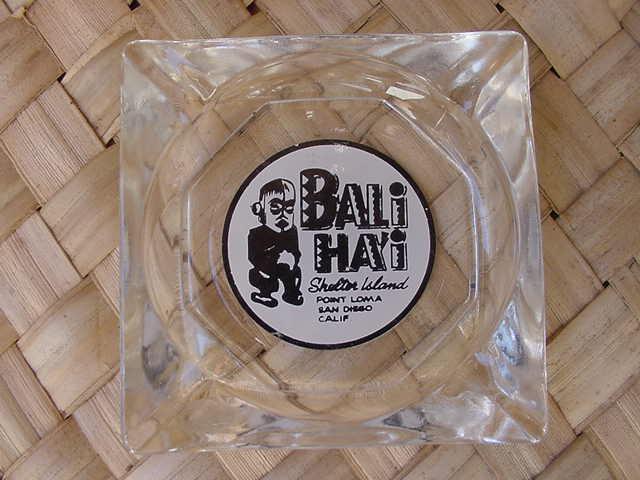 BALi
HA'i
Shelter Island
POINT LOMA
SAN DIEGO
CALIF